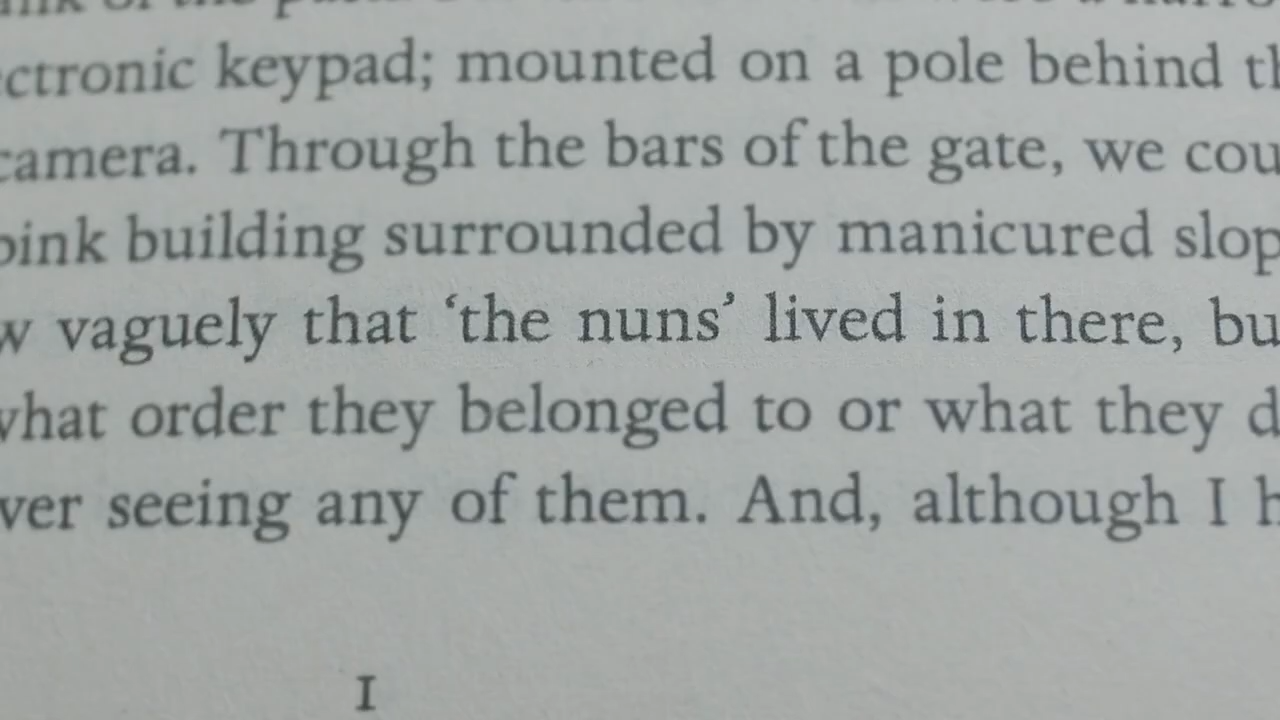 ctronic keypad; mounted on a pole behind th
camera. Through the bars of the gate, we cou
pink building surrounded by manicured slop
w vaguely that ‘the nuns’ lived in there, bu
what order they belonged to or what they d
ver seeing any of them. And, although I h
I